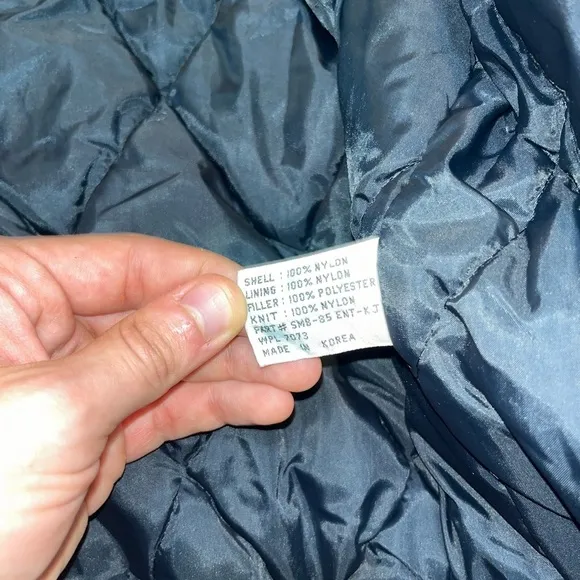 SHELL : 100% NYLON
LINING : 100% NYLON
FILLER : 100% POLYESTER
KNIT : 100% NYLON
PART# SMB-85 ENT-KJ
WPL 7073
MADE IN KOREA